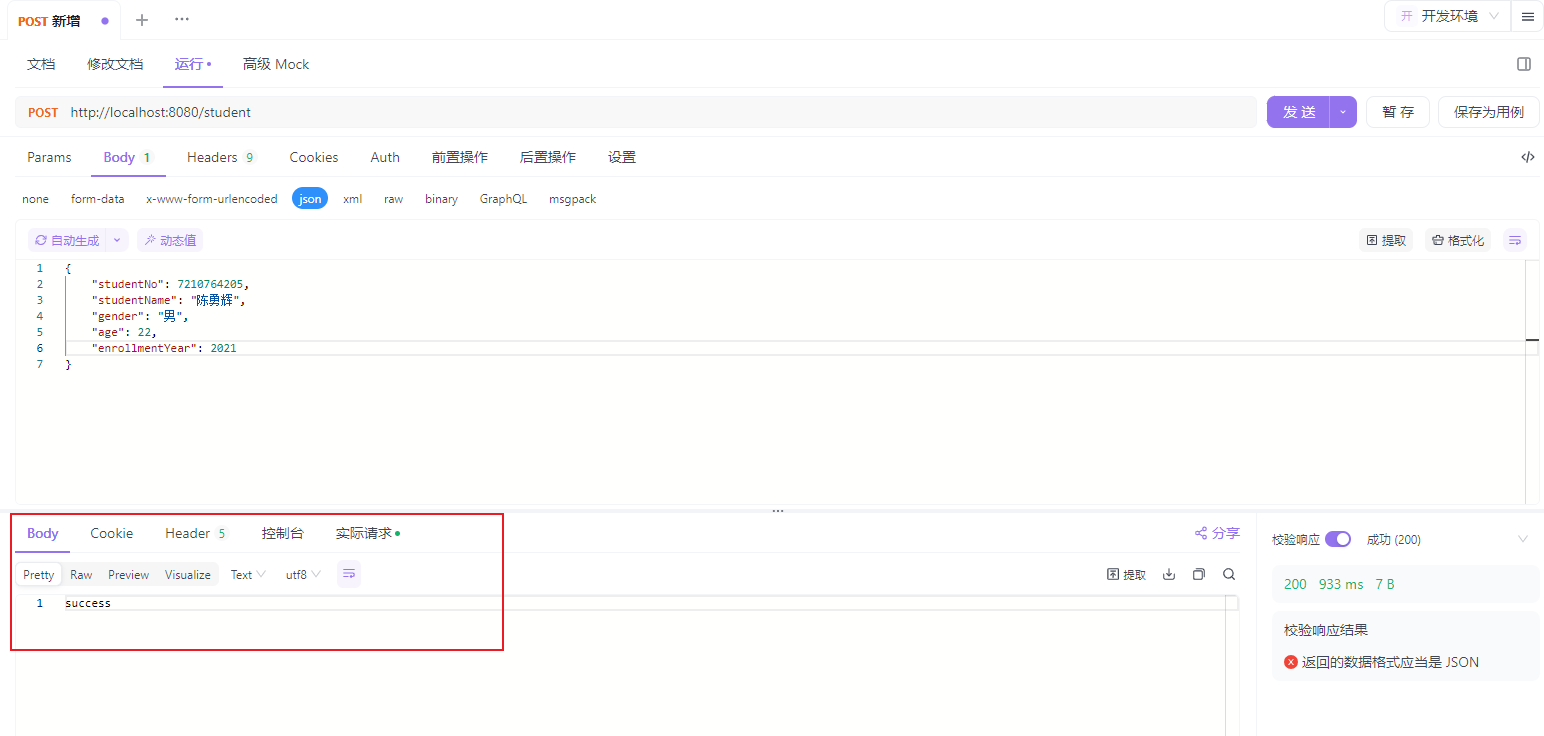 POST 新增
开 开发环境
文档 修改文档 运行 高级 Mock
POST http://localhost:8080/student 发 送 暂 存 保存为用例
Params Body 1 Headers 9 Cookies Auth 前置操作 后置操作 设置
none form-data x-www-form-urlencoded json xml raw binary GraphQL msgpack
自动生成 动态值 提取 格式化
1 {
2 "studentNo": 7210764205,
3 "studentName": "陈勇辉",
4 "gender": "男",
5 "age": 22,
6 "enrollmentYear": 2021
7 }
Body Cookie Header 5 控制台 实际请求 分享
校验响应 成功 (200)
Pretty Raw Preview Visualize Text utf8 提取
200 933 ms 7 B
1 success
校验响应结果
返回的数据格式应当是 JSON